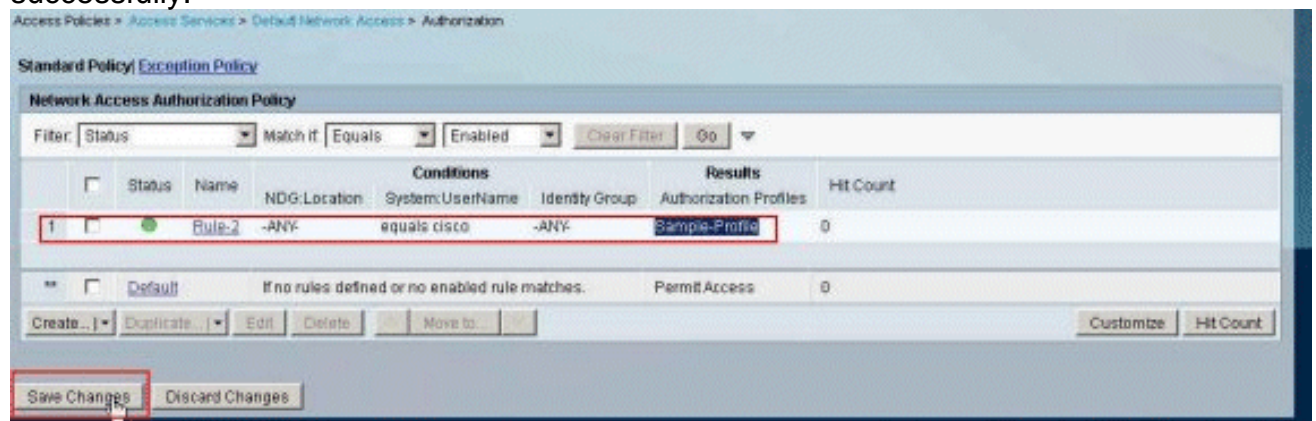 successfully.
Access Policies > Access Services > Default Network Access > Authorization
Standard Policy| Exception Policy
Network Access Authorization Policy
Filter: Status Match if: Equals Enabled Clear Filter Go
Conditions Results
Status Name NDG:Location System:UserName Identity Group Authorization Profiles Hit Count
1 Rule-2 -ANY- equals cisco -ANY- Sample-Profile 0
** Default If no rules defined or no enabled rule matches. Permit Access 0
Create... | Duplicate... | Edit Delete Move to... Customize Hit Count
Save Changes Discard Changes